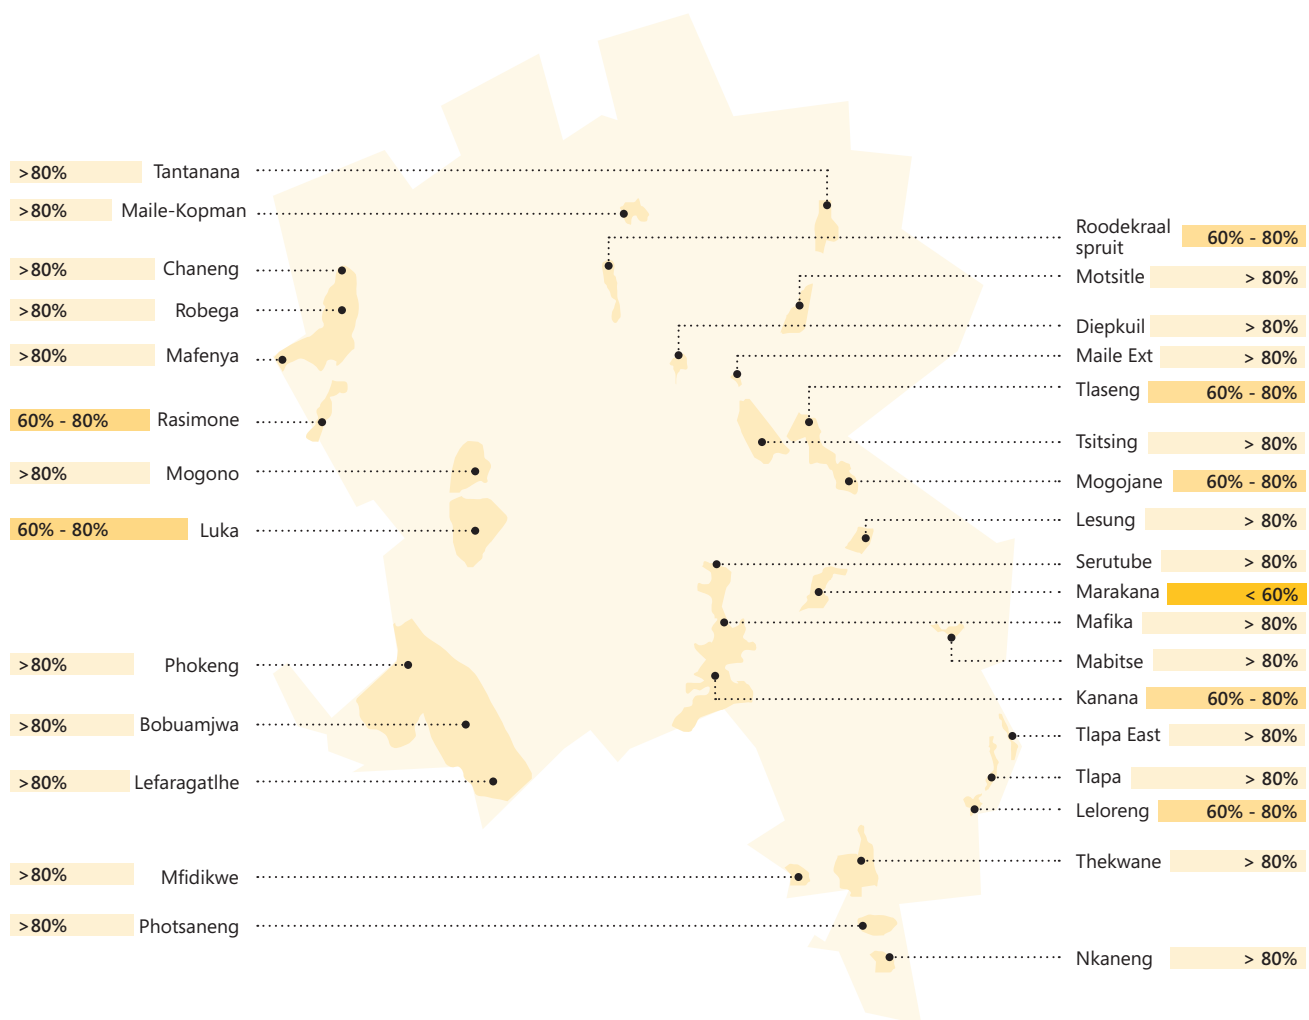 >80% Tantanana
>80% Maile-Kopman
>80% Chaneng
>80% Robega
>80% Mafenya
60% - 80% Rasimone
>80% Mogono
60% - 80% Luka
>80% Phokeng
>80% Bobuamjwa
>80% Lefaragatlhe
>80% Mfidikwe
>80% Photsaneng
Roodekraal
spruit 60% - 80%
Motsitle > 80%
Diepkuil > 80%
Maile Ext > 80%
Tlaseng 60% - 80%
Tsitsing > 80%
Mogojane 60% - 80%
Lesung > 80%
Serutube > 80%
Marakana < 60%
Mafika > 80%
Mabitse > 80%
Kanana 60% - 80%
Tlapa East > 80%
Tlapa > 80%
Leloreng 60% - 80%
Thekwane > 80%
Nkaneng > 80%